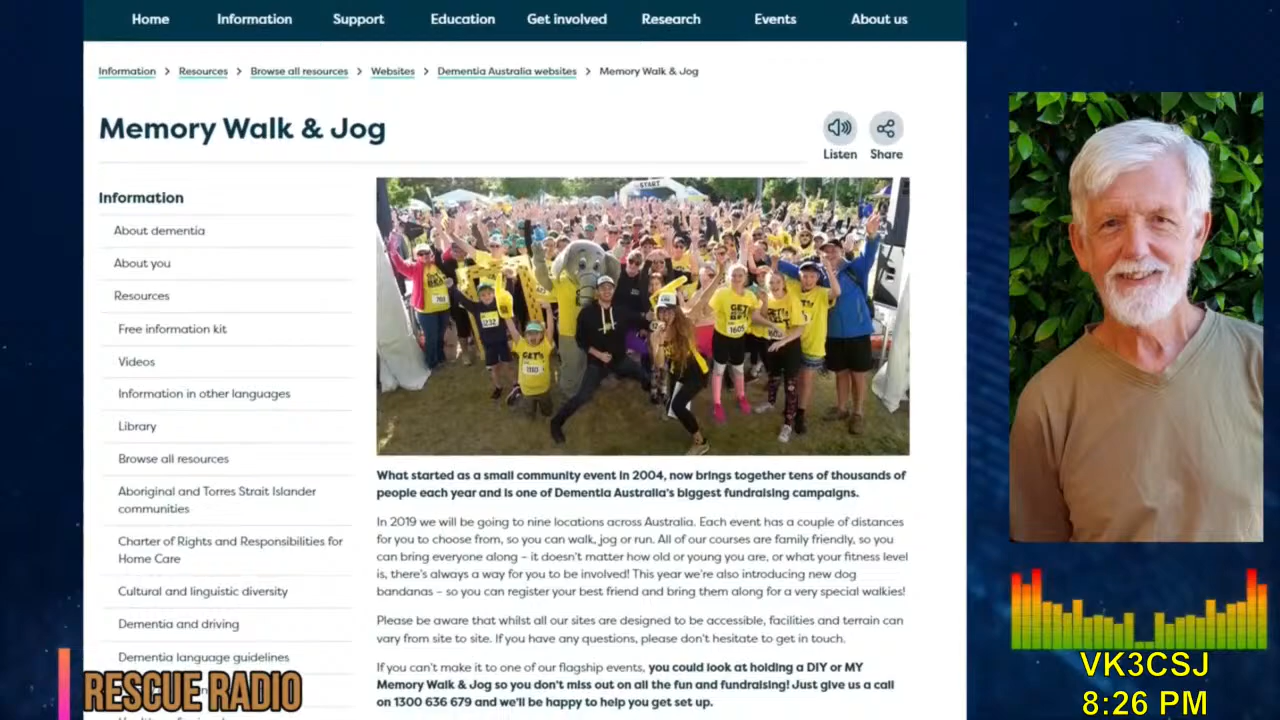 Home Information Support Education Get involved Research Events About us
Information > Resources > Browse all resources > Websites > Dementia Australia websites > Memory Walk & Jog
Memory Walk & Jog
Listen Share
Information
About dementia
About you
Resources
Free information kit
Videos
Information in other languages
Library
Browse all resources
Aboriginal and Torres Strait Islander
communities
Charter of Rights and Responsibilities for
Home Care
Cultural and linguistic diversity
Dementia and driving
Dementia language guidelines
START
What started as a small community event in 2004, now brings together tens of thousands of
people each year and is one of Dementia Australia's biggest fundraising campaigns.
In 2019 we will be going to nine locations across Australia. Each event has a couple of distances
for you to choose from, so you can walk, jog or run. All of our courses are family friendly, so you
can bring everyone along – it doesn't matter how old or young you are, or what your fitness level
is, there's always a way for you to be involved! This year we're also introducing new dog
bandanas – so you can register your best friend and bring them along for a very special walkies!
Please be aware that whilst all our sites are designed to be accessible, facilities and terrain can
vary from site to site. If you have any questions, please don't hesitate to get in touch.
If you can't make it to one of our flagship events, you could look at holding a DIY or MY
Memory Walk & Jog so you don't miss out on all the fun and fundraising! Just give us a call
on 1300 636 679 and we'll be happy to help you get set up.
RESCUE RADIO
VK3CSJ
8:26 PM